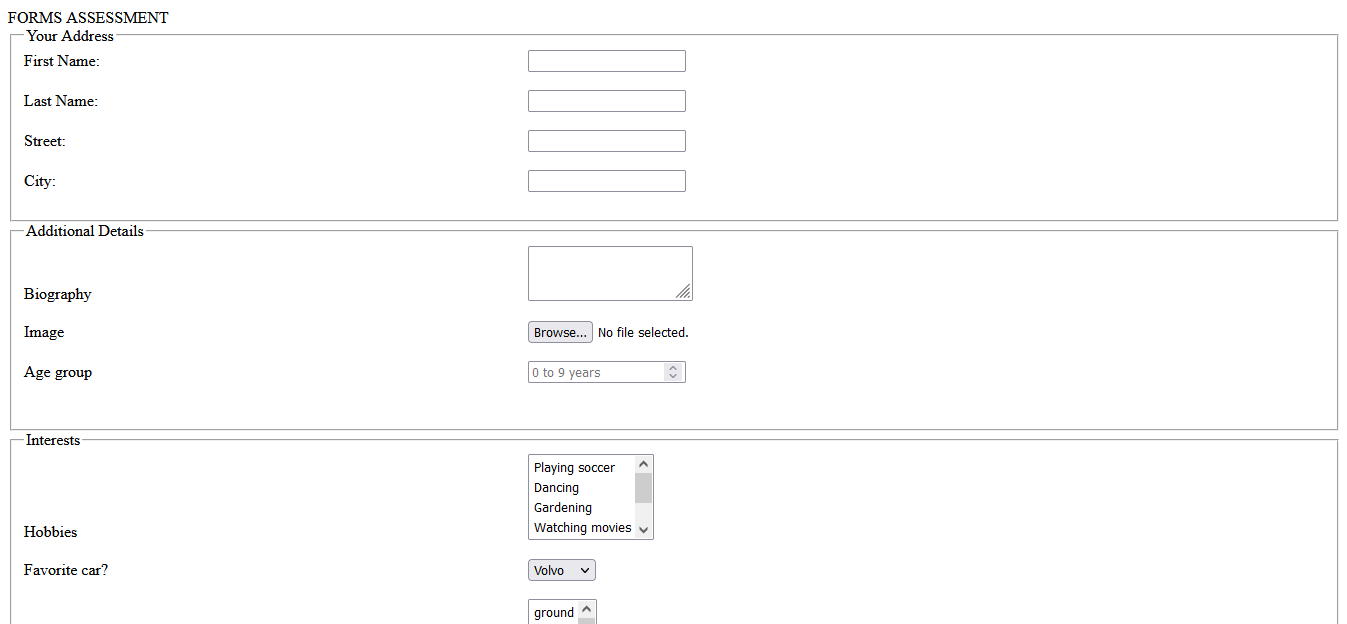 FORMS ASSESSMENT
Your Address
First Name:
Last Name:
Street:
City:
Additional Details
Biography
Image Browse... No file selected.
Age group 0 to 9 years
Interests
Playing soccer
Dancing
Gardening
Watching movies
Hobbies
Favorite car? Volvo
ground